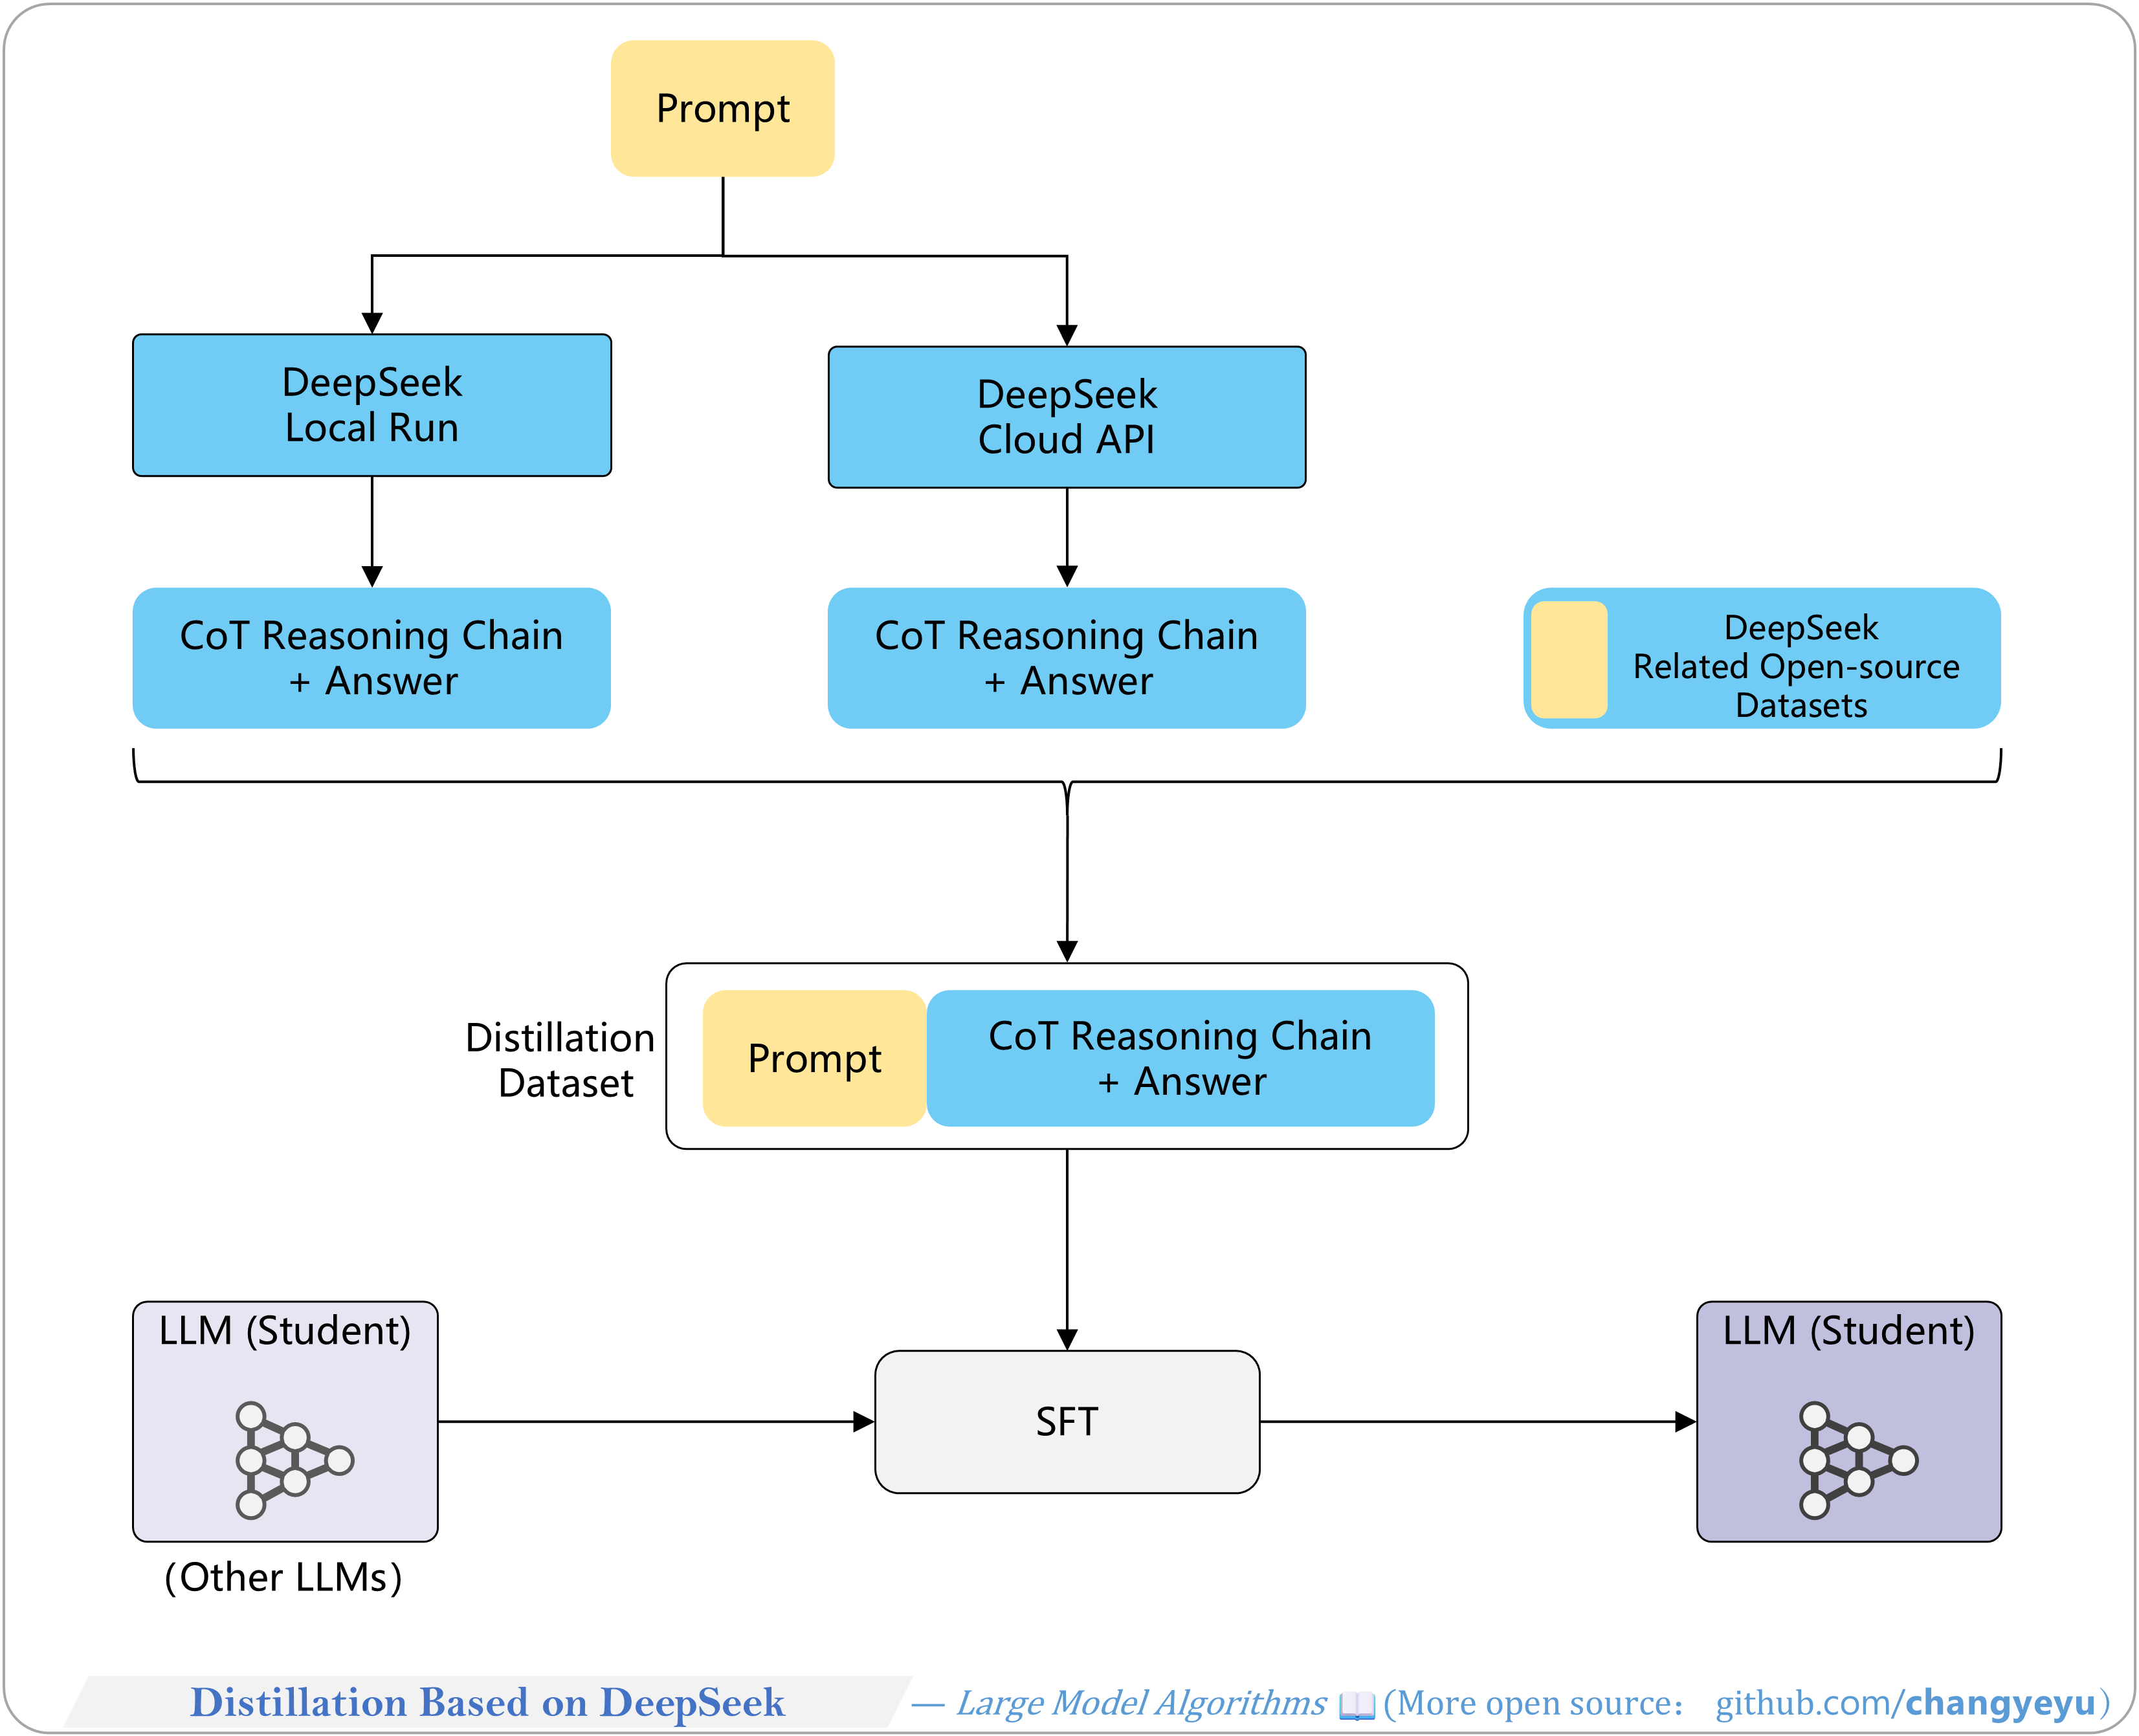 Prompt
DeepSeek
Local Run
DeepSeek
Cloud API
CoT Reasoning Chain
+ Answer
CoT Reasoning Chain
+ Answer
DeepSeek
Related Open-source
Datasets
Distillation
Dataset
Prompt
CoT Reasoning Chain
+ Answer
LLM (Student)
(Other LLMs)
SFT
LLM (Student)
Distillation Based on DeepSeek — Large Model Algorithms 📖 (More open source： github.com/changyeyu)